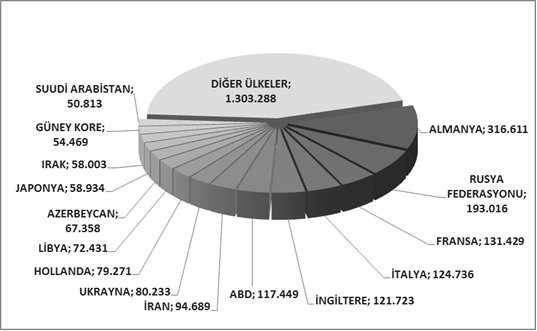 DİĞER ÜLKELER;
1.303.288
ALMANYA; 316.611
RUSYA
FEDERASYONU;
193.016
FRANSA; 131.429
İTALYA; 124.736
İNGİLTERE; 121.723
ABD; 117.449
İRAN; 94.689
UKRAYNA; 80.233
HOLLANDA; 79.271
LİBYA; 72.431
AZERBEYCAN;
67.358
JAPONYA; 58.934
IRAK; 58.003
GÜNEY KORE;
54.469
SUUDİ ARABİSTAN;
50.813